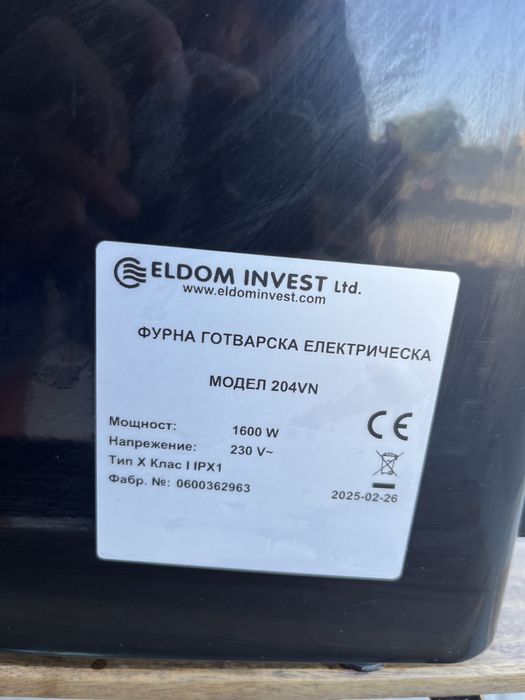 ELDOM INVEST Ltd.
www.eldominvest.com
ФУРНА ГОТВАРСКА ЕЛЕКТРИЧЕСКА
МОДЕЛ 204VN
Мощност: 1600 W
Напрежение: 230 V~
Тип X Клас I IPX1
Фабр. №: 0600362963
CE
2025-02-26